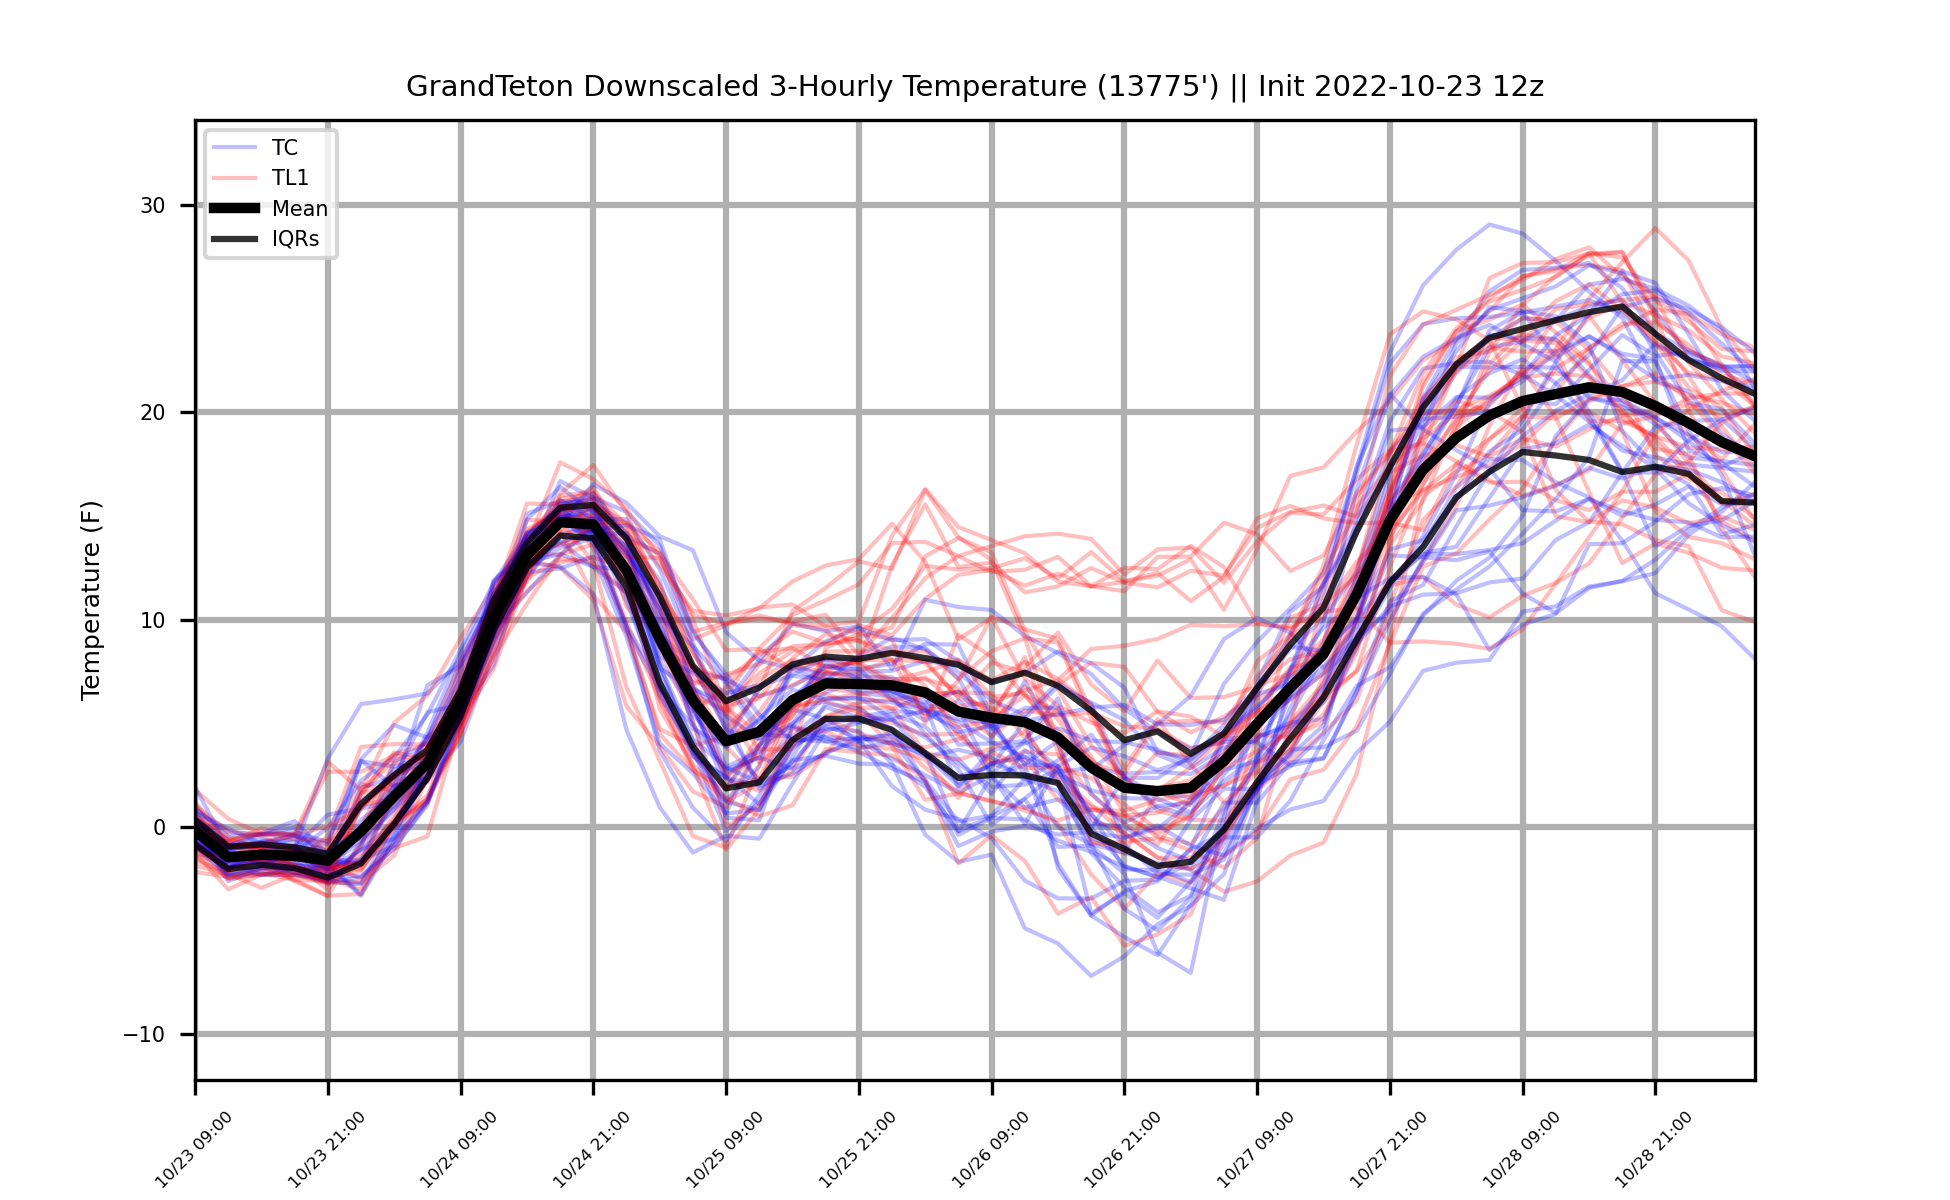 GrandTeton Downscaled 3-Hourly Temperature (13775') || Init 2022-10-23 12z
TC
TL1
Mean
IQRs
Temperature (F)
30
20
10
0
−10
10/23 09:00
10/23 21:00
10/24 09:00
10/24 21:00
10/25 09:00
10/25 21:00
10/26 09:00
10/26 21:00
10/27 09:00
10/27 21:00
10/28 09:00
10/28 21:00